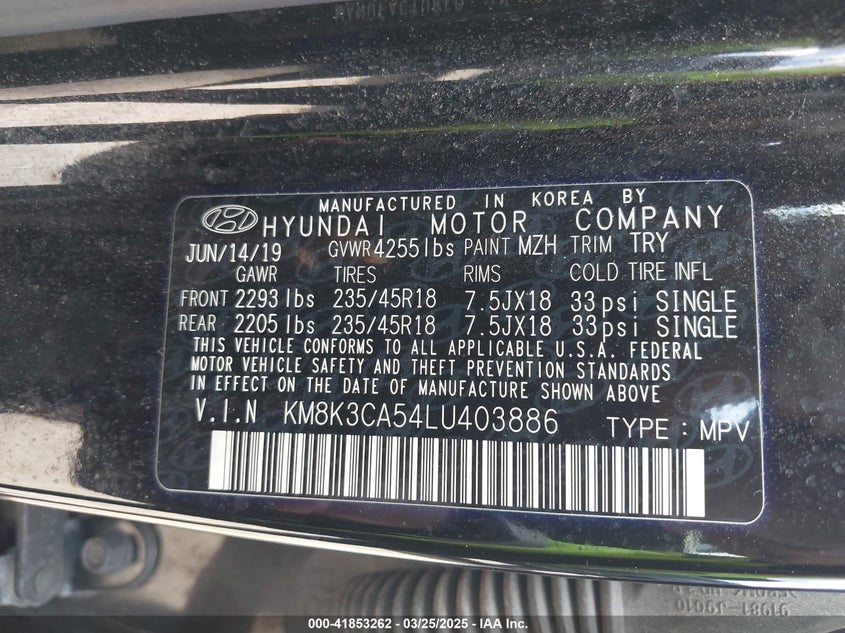 MANUFACTURED IN KOREA BY
HYUNDAI MOTOR COMPANY
JUN/14/19 GVWR 4255lbs PAINT MZH TRIM TRY
GAWR TIRES RIMS COLD TIRE INFL
FRONT 2293lbs 235/45R18 7.5JX18 33psi SINGLE
REAR 2205lbs 235/45R18 7.5JX18 33psi SINGLE
THIS VEHICLE CONFORMS TO ALL APPLICABLE U.S.A. FEDERAL
MOTOR VEHICLE SAFETY AND THEFT PREVENTION STANDARDS
IN EFFECT ON THE DATE OF MANUFACTURE SHOWN ABOVE
V.I.N KM8K3CA54LU403886 TYPE : MPV
91981-J9010
000-41853262 — 03/25/2025 — IAA Inc.